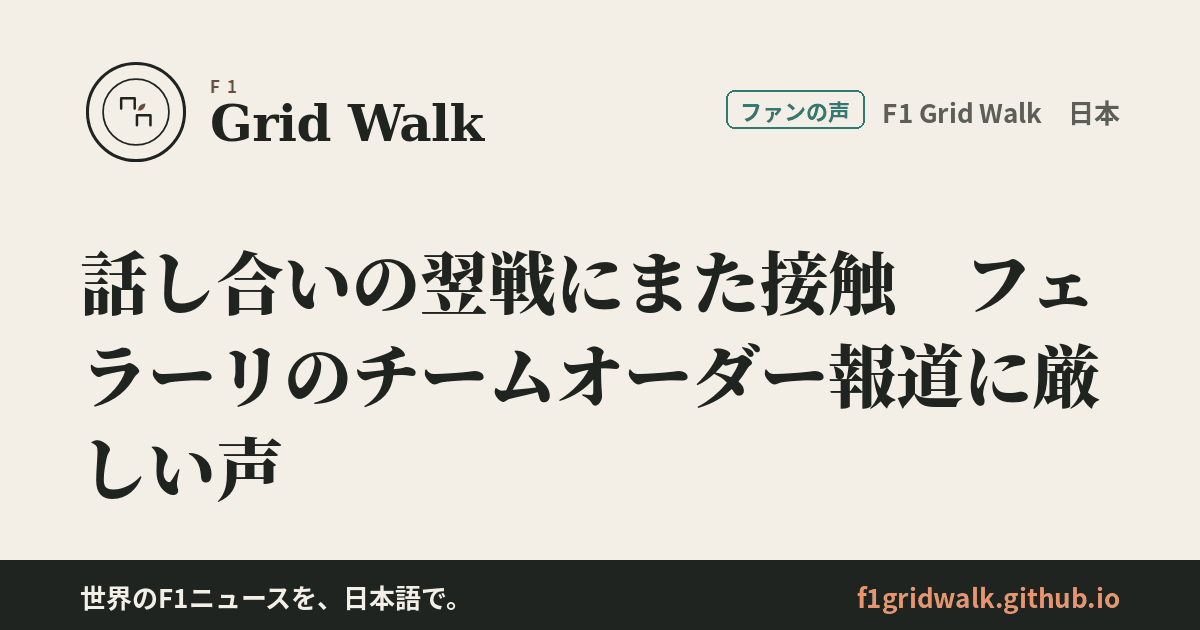 F1
Grid Walk
ファンの声
F1 Grid Walk　日本
話し合いの翌戦にまた接触　フェ
ラーリのチームオーダー報道に厳
しい声
世界のF1ニュースを、日本語で。
f1gridwalk.github.io